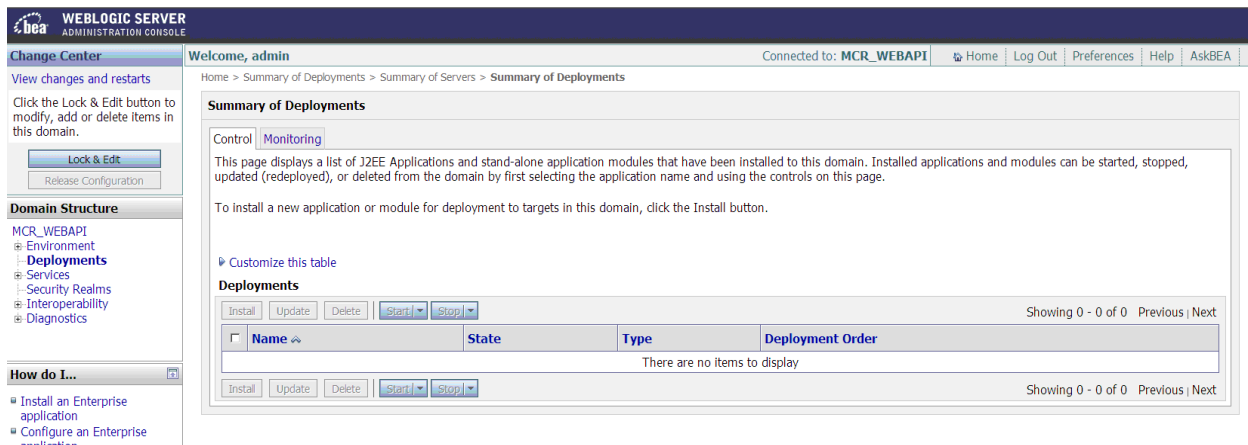 bea WEBLOGIC SERVER
ADMINISTRATION CONSOLE
Change Center
View changes and restarts
Click the Lock & Edit button to
modify, add or delete items in
this domain.
Lock & Edit
Release Configuration
Domain Structure
MCR_WEBAPI
Environment
Deployments
Services
Security Realms
Interoperability
Diagnostics
How do I...
Install an Enterprise
application
Configure an Enterprise
application
Welcome, admin
Connected to: MCR_WEBAPI
Home Log Out Preferences Help AskBEA
Home > Summary of Deployments > Summary of Servers > Summary of Deployments
Summary of Deployments
Control Monitoring
This page displays a list of J2EE Applications and stand-alone application modules that have been installed to this domain. Installed applications and modules can be started, stopped,
updated (redeployed), or deleted from the domain by first selecting the application name and using the controls on this page.
To install a new application or module for deployment to targets in this domain, click the Install button.
Customize this table
Deployments
Install Update Delete Start Stop Showing 0 - 0 of 0 Previous | Next
Name State Type Deployment Order
There are no items to display
Install Update Delete Start Stop Showing 0 - 0 of 0 Previous | Next